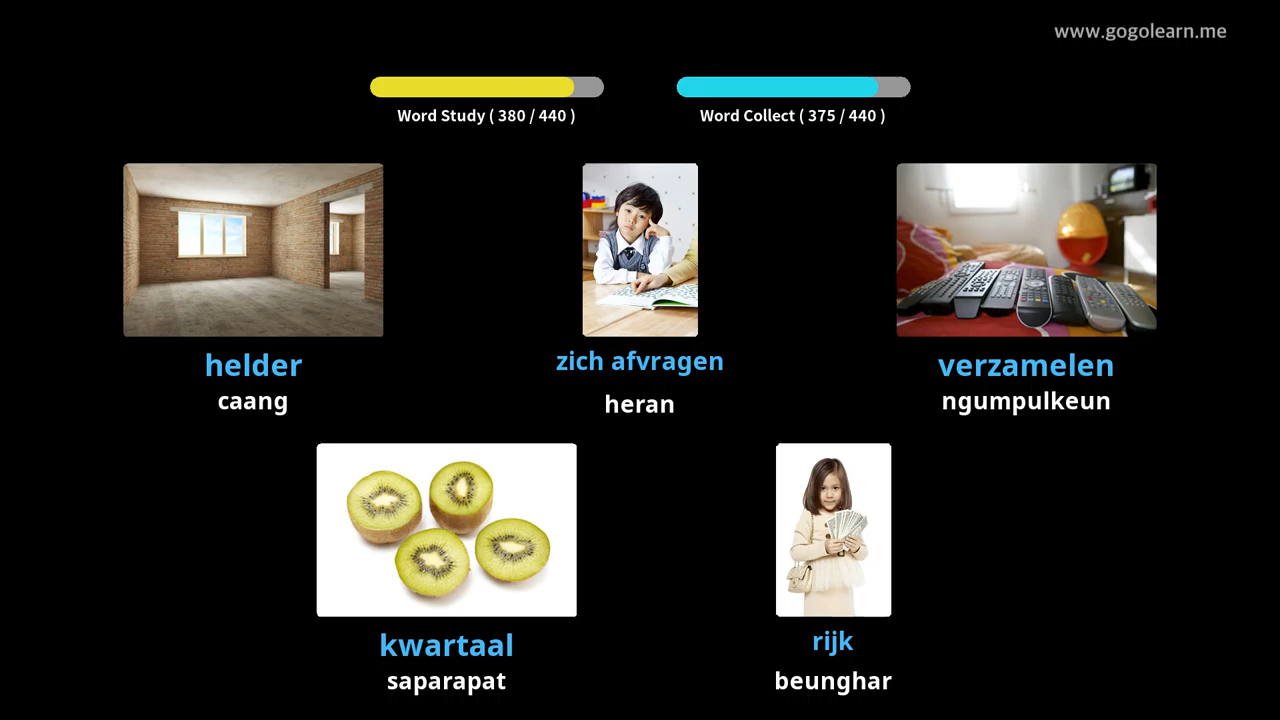 www.gogolearn.me
Word Study ( 380 / 440 )
Word Collect ( 375 / 440 )
helder
caang
zich afvragen
heran
verzamelen
ngumpulkeun
kwartaal
saparapat
rijk
beunghar